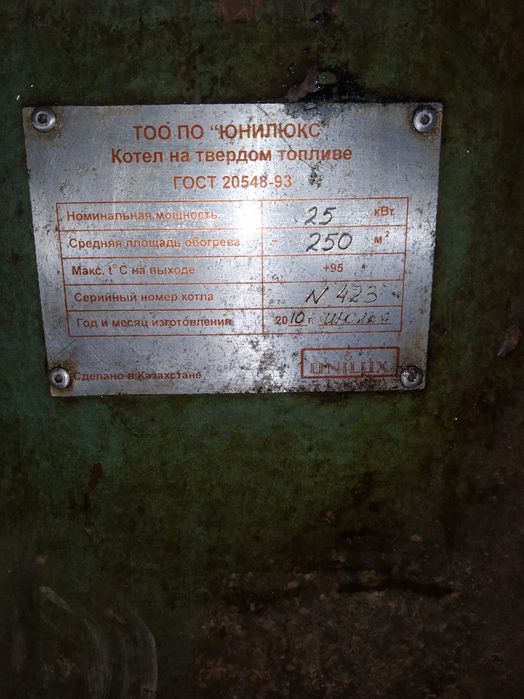 ТОО ПО "ЮНИЛЮКС"
Котел на твердом топливе
ГОСТ 20548-93
Номинальная мощность 25 кВт
Средняя площадь обогрева 250 м²
Макс. t°С на выходе +95
Серийный номер котла N 423
Год и месяц изготовления 2010 г.
Сделано в Казахстане
UNILUX